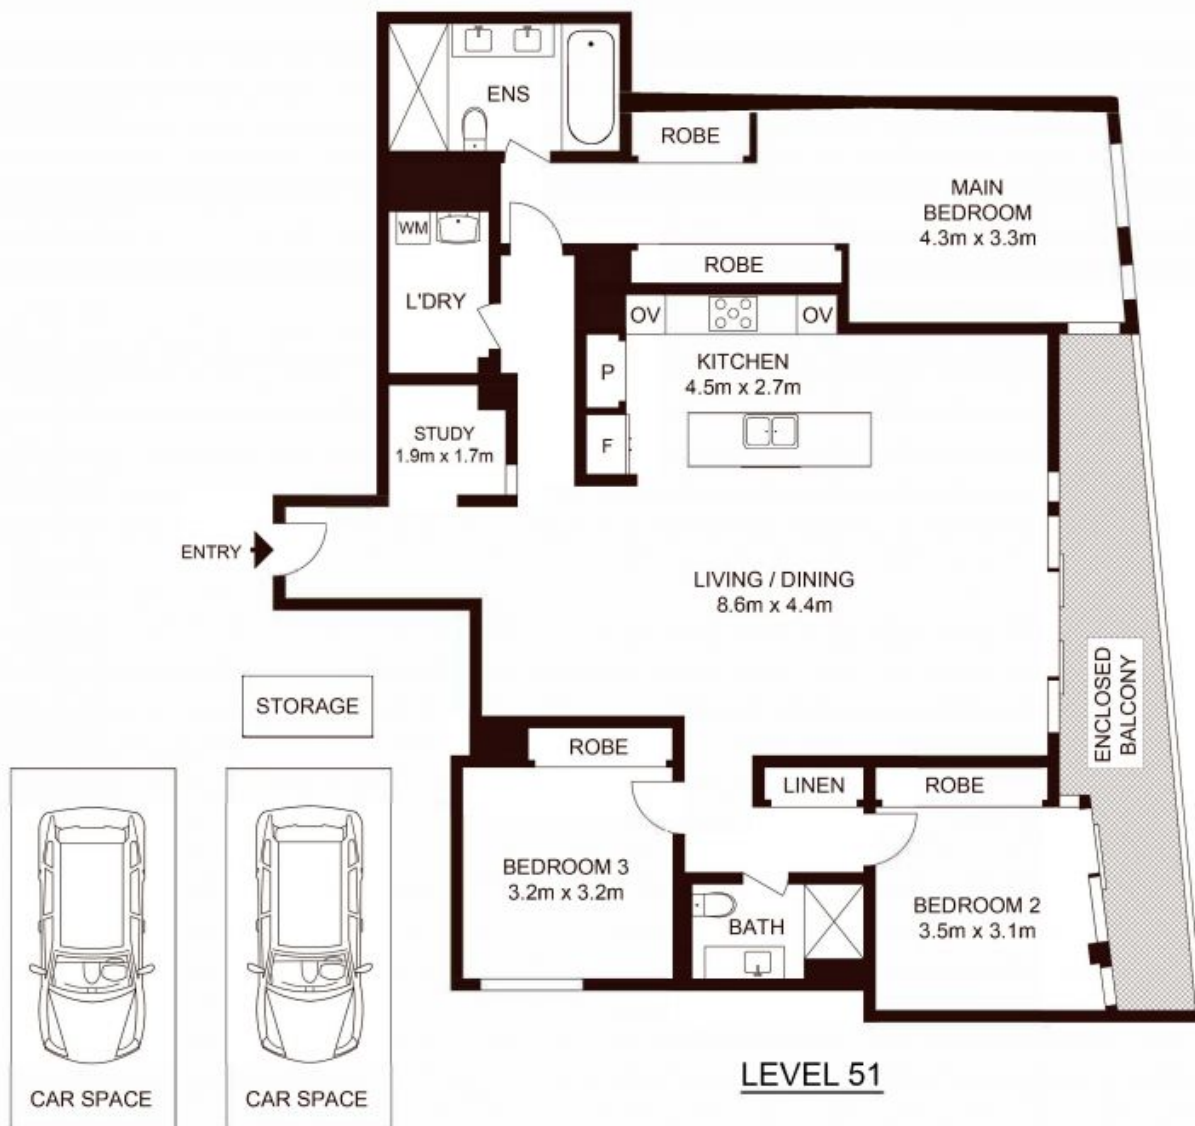 ENS
ROBE
MAIN
BEDROOM
4.3m x 3.3m
WM
ROBE
L'DRY
OV
OV
KITCHEN
4.5m x 2.7m
P
STUDY
1.9m x 1.7m
F
ENTRY
LIVING / DINING
8.6m x 4.4m
ENCLOSED
BALCONY
STORAGE
ROBE
LINEN
ROBE
BEDROOM 3
3.2m x 3.2m
BATH
BEDROOM 2
3.5m x 3.1m
LEVEL 51
CAR SPACE
CAR SPACE